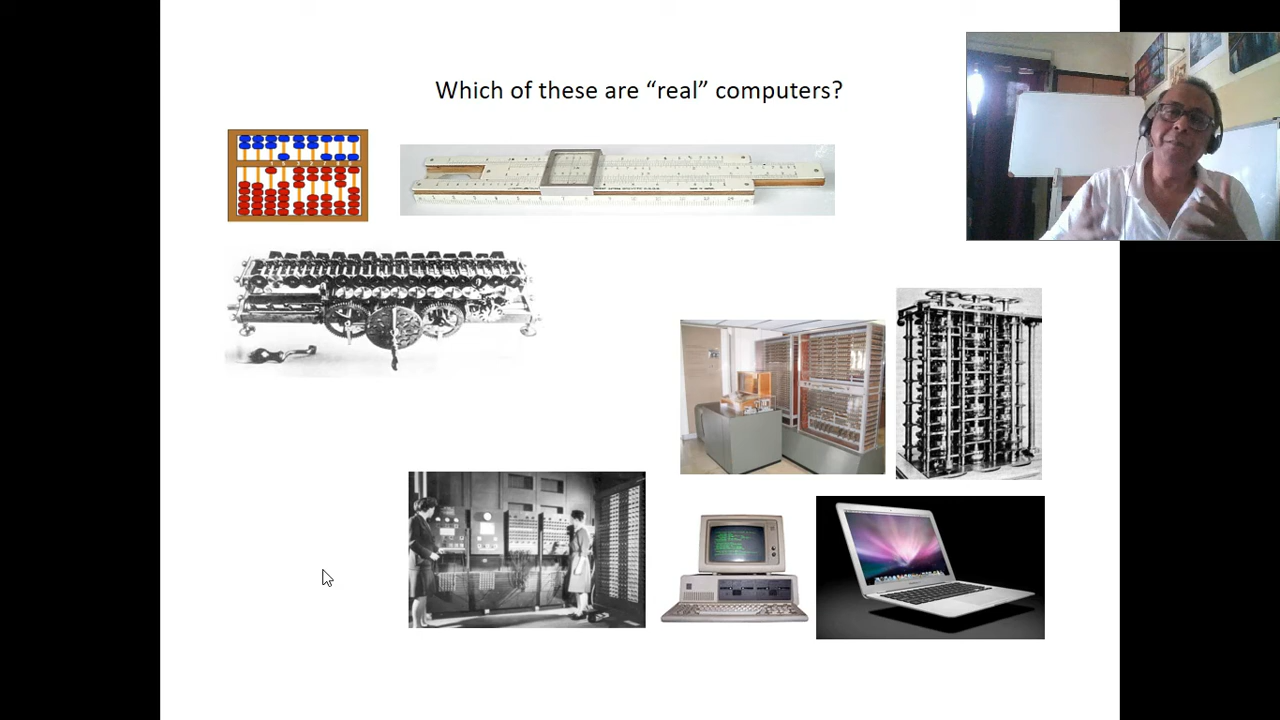 Which of these are “real” computers?